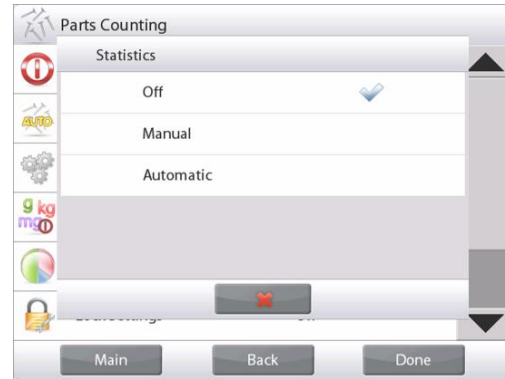 Parts Counting
Statistics
Off
Manual
AUTO
Automatic
g kg
mg
Main
Back
Done